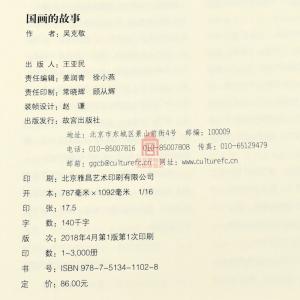 国画的故事
作 者：吴克敬
出 版 人：王亚民
责任编辑：姜润青 徐小燕
责任印制：常晓辉 顾从辉
装帧设计：赵 谦
出版发行：故宫出版社
地址：北京市东城区景山前街4号 邮编：100009
电话：010-85007816 010-85007808 传真：010-65129479
邮箱：ggcb@culturefc.cn 网址：www.culturefc.cn
印 刷：北京雅昌艺术印刷有限公司
开 本：787毫米×1092毫米 1/16
印 张：17.5
字 数：140千字
版 次：2018年4月第1版第1次印刷
印 数：1~3,000册
书 号：ISBN 978-7-5134-1102-8
定 价：86.00元